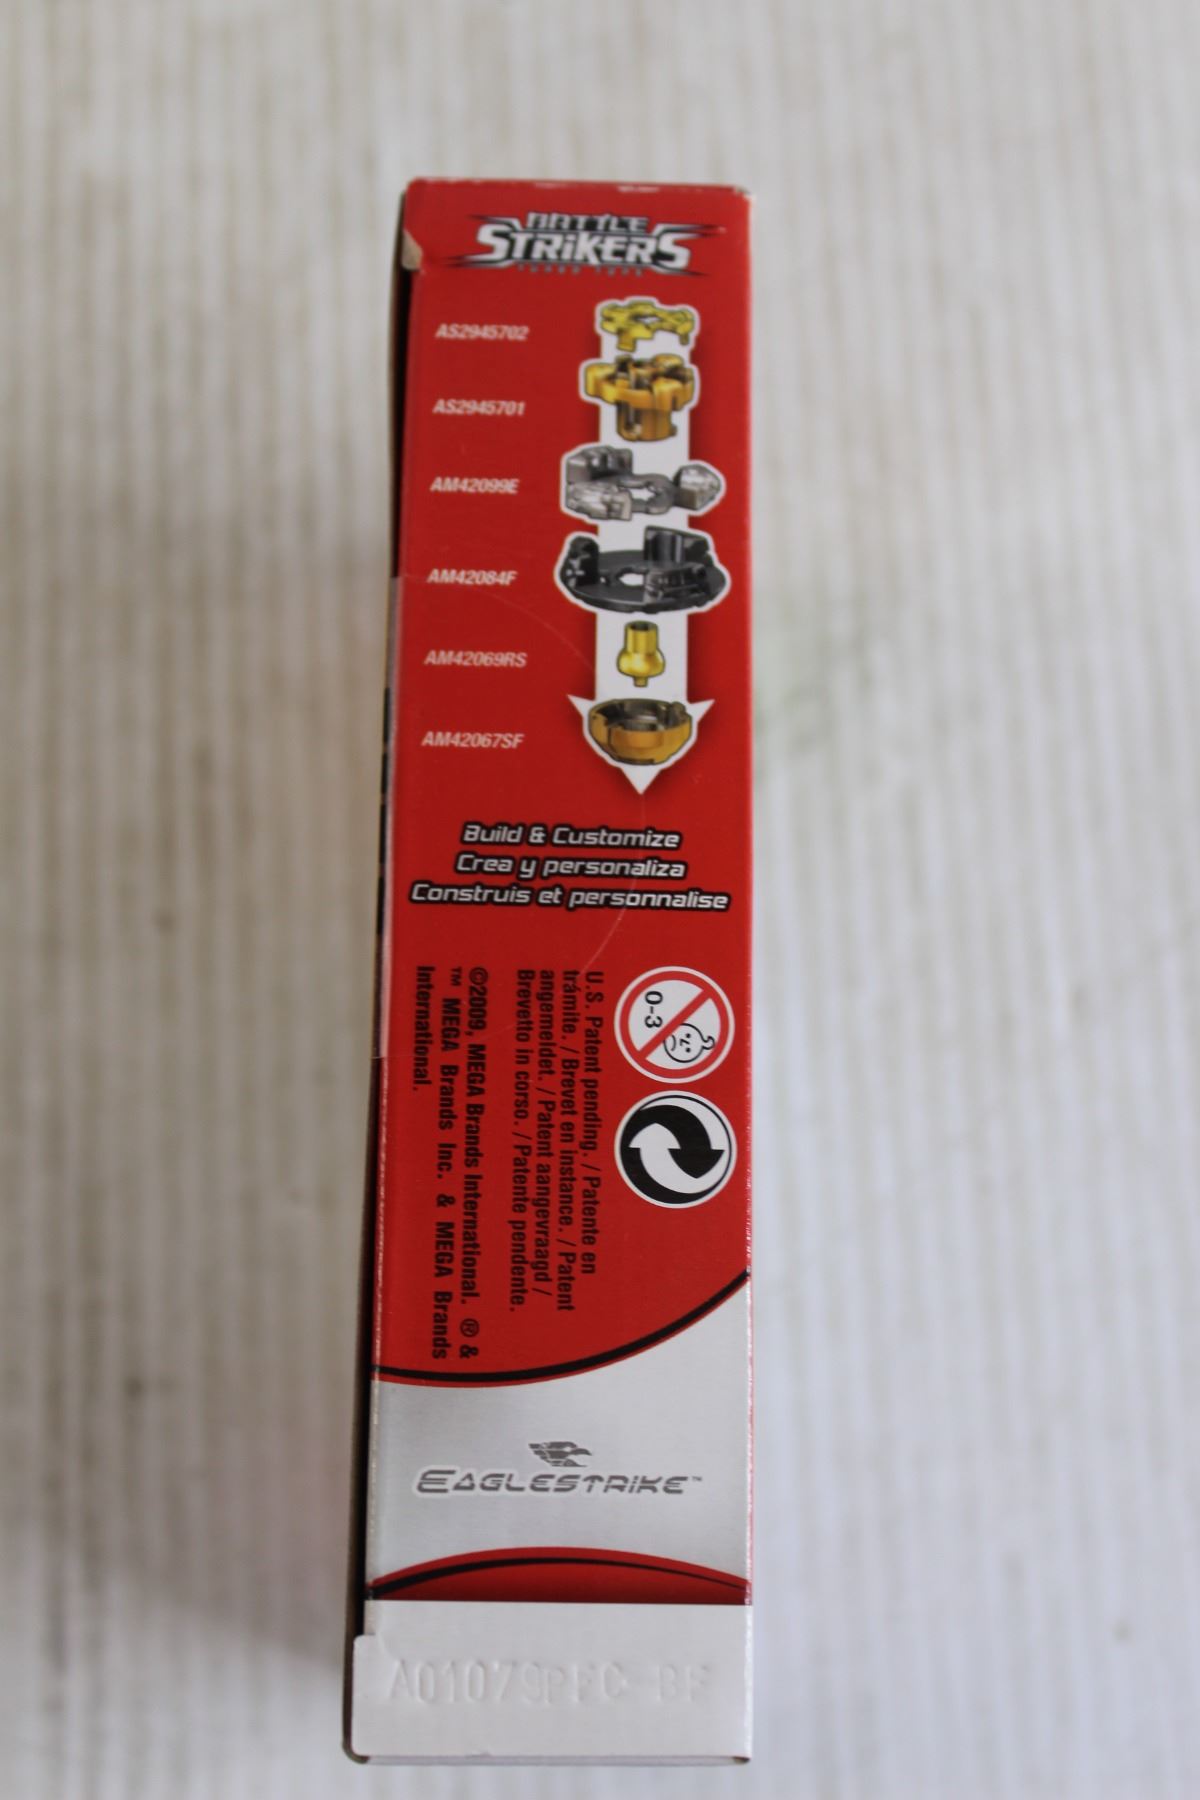 BATTLE
STRIKERS
AS2945702
AS2945701
AM42099E
AM42084F
AM42069RS
AM42067SF
Build & Customize
Crea y personaliza
Construis et personnalise
0-3
U.S. Patent pending. / Patente en
trámite. / Brevet en instance. / Patent
angemeldet. / Patent aangevraagd /
Brevetto in corso. / Patente pendente.
©2009, MEGA Brands International. ® &
™ MEGA Brands Inc. & MEGA Brands
International.
EAGLESTRIKE™